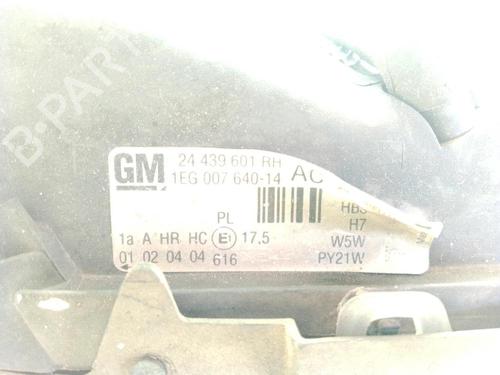 B-PARTS
GM 24 439 601 RH
1EG 007 640-14 AC
PL HB3
H7
1a A HR HC E1 17.5 W5W
01 02 04 04 616 PY21W